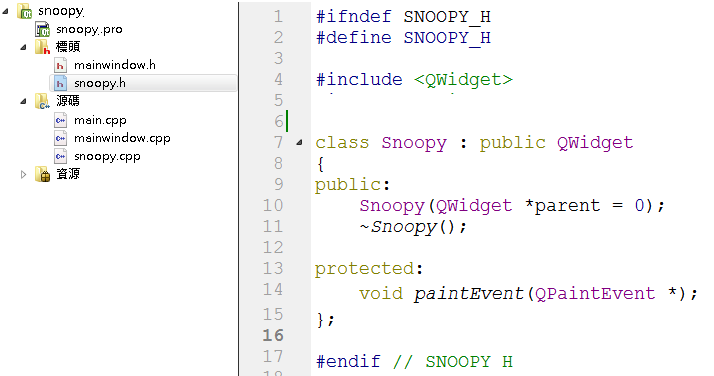 snoopy
snoopy.pro
標頭
mainwindow.h
snoopy.h
源碼
main.cpp
mainwindow.cpp
snoopy.cpp
資源
1 #ifndef SNOOPY_H
2 #define SNOOPY_H
3
4 #include <QWidget>
5
6
7 class Snoopy : public QWidget
8 {
9 public:
10 Snoopy(QWidget *parent = 0);
11 ~Snoopy();
12
13 protected:
14 void paintEvent(QPaintEvent *);
15 };
16
17 #endif // SNOOPY H